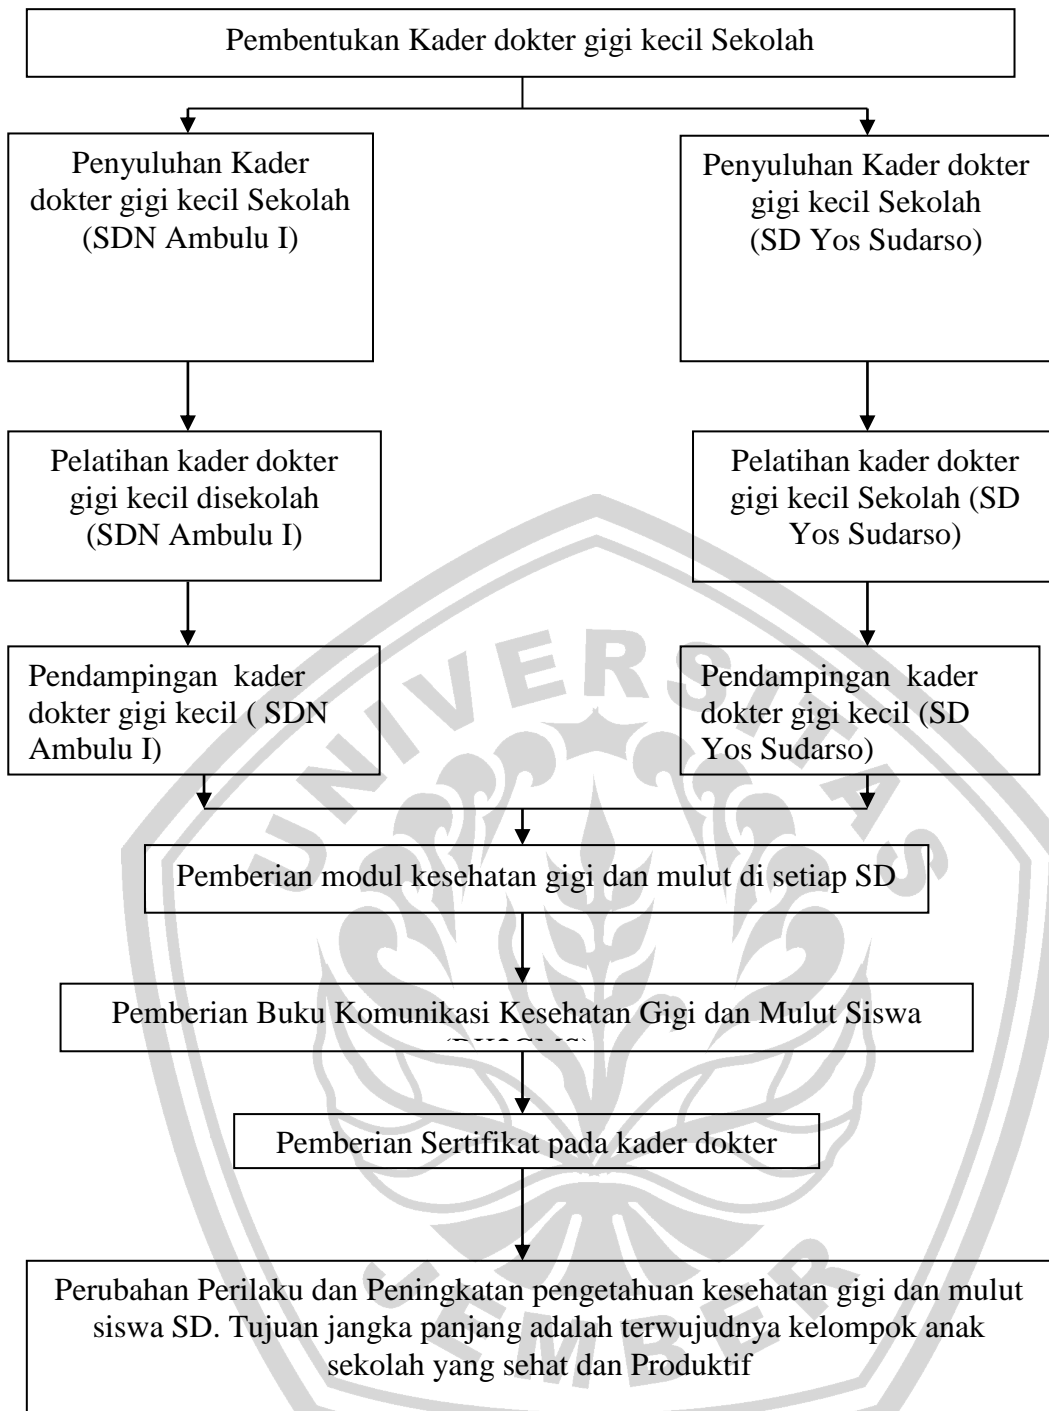 Pembentukan Kader dokter gigi kecil Sekolah
Penyuluhan Kader
dokter gigi kecil Sekolah
(SDN Ambulu I)
Penyuluhan Kader dokter
gigi kecil Sekolah
(SD Yos Sudarso)
Pelatihan kader dokter
gigi kecil disekolah
(SDN Ambulu I)
Pelatihan kader dokter
gigi kecil Sekolah (SD
Yos Sudarso)
Pendampingan kader
dokter gigi kecil ( SDN
Ambulu I)
Pendampingan kader
dokter gigi kecil (SD
Yos Sudarso)
Pemberian modul kesehatan gigi dan mulut di setiap SD
Pemberian Buku Komunikasi Kesehatan Gigi dan Mulut Siswa
Pemberian Sertifikat pada kader dokter
Perubahan Perilaku dan Peningkatan pengetahuan kesehatan gigi dan mulut
siswa SD. Tujuan jangka panjang adalah terwujudnya kelompok anak
sekolah yang sehat dan Produktif
UNIVERSITAS
JEMBER